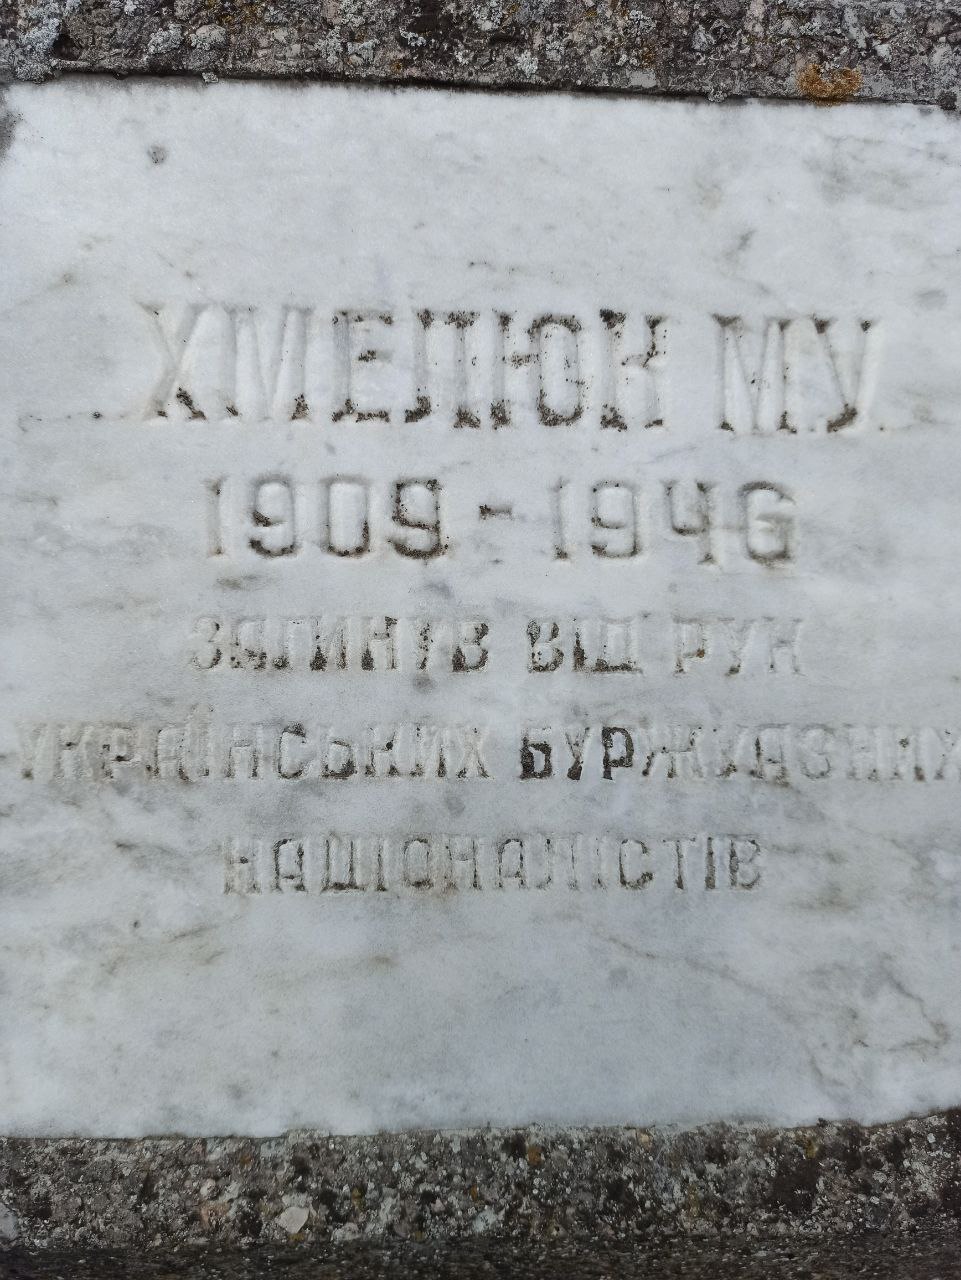 ХМЕЛЮК М.У.
1909-1946
ЗАГИНУВ ВІД РУК
УКРАЇНСЬКИХ БУРЖУАЗНИХ
НАЦІОНАЛІСТІВ